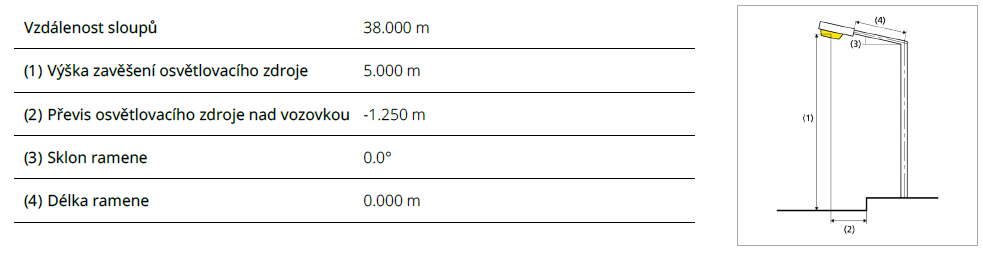 Vzdálenost sloupů 38.000 m
(1) Výška zavěšení osvětlovacího zdroje 5.000 m
(2) Převis osvětlovacího zdroje nad vozovkou -1.250 m
(3) Sklon ramene 0.0°
(4) Délka ramene 0.000 m
(4)
(3)
(1)
(2)